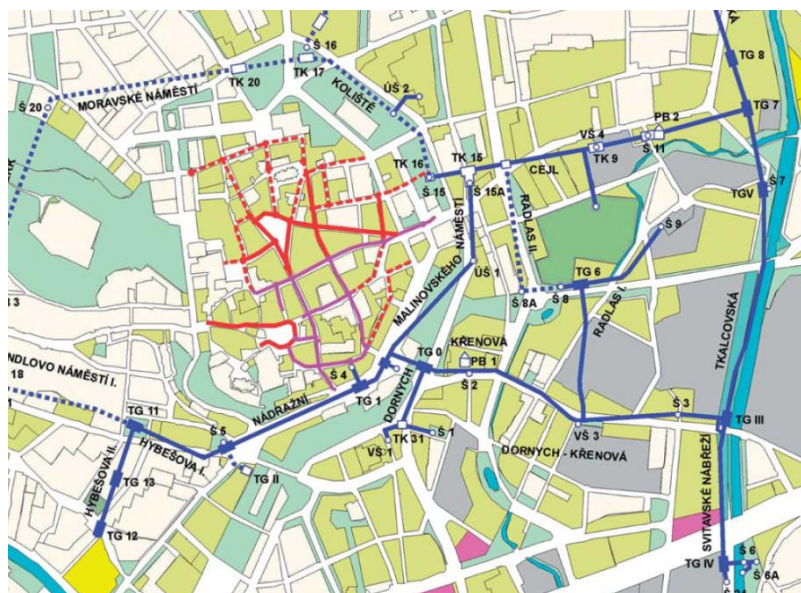 Š 16
TG 8
TK 20
TK 17
PB 2
TG 7
Š 20
MORAVSKÉ NÁMĚSTÍ
KOLIŠTĚ
ÚŠ 2
VŠ 4
Š 11
TK 16
TK 15
CEJL
TK 9
Š 15
Š 15A
Š 7
TGV
RADLAS II.
Š 9
MALINOVSKÉHO NÁMĚSTÍ
ÚŠ 1
TG 6
Š 8A
Š 8
RADLAS I.
TKALCOVSKÁ
NDLOVO NÁMĚSTÍ I.
18
Š 4
TG 0
KŘENOVÁ
PB 1
Š 2
TG 1
DORNYCH
NÁDRAŽNÍ
Š 3
TG III
TG 11
Š 5
HYBEŠOVA I.
VŠ 1
TK 31
Š 1
VŠ 3
DORNYCH - KŘENOVÁ
TG II
HYBEŠOVA II.
TG 13
TG 12
SVITAVSKÉ NÁBŘEŽÍ
TG IV
Š 6
Š 6A